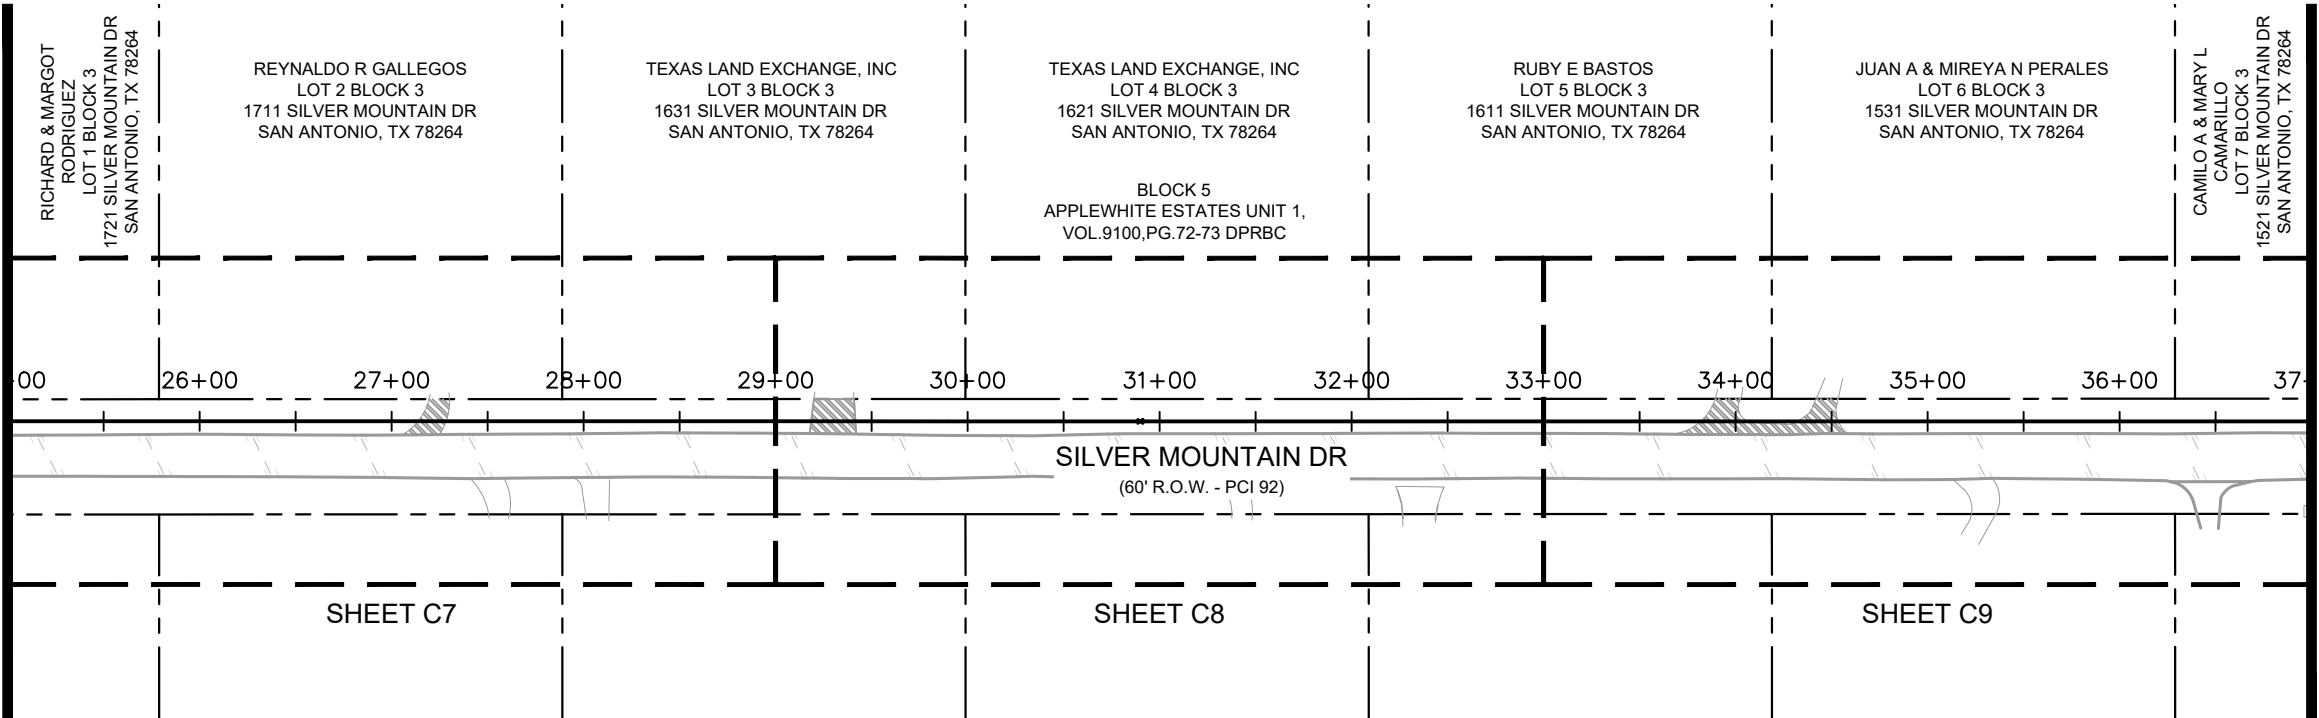 RICHARD & MARGOT
RODRIGUEZ
LOT 1 BLOCK 3
1721 SILVER MOUNTAIN DR
SAN ANTONIO, TX 78264
REYNALDO R GALLEGOS
LOT 2 BLOCK 3
1711 SILVER MOUNTAIN DR
SAN ANTONIO, TX 78264
TEXAS LAND EXCHANGE, INC
LOT 3 BLOCK 3
1631 SILVER MOUNTAIN DR
SAN ANTONIO, TX 78264
TEXAS LAND EXCHANGE, INC
LOT 4 BLOCK 3
1621 SILVER MOUNTAIN DR
SAN ANTONIO, TX 78264
BLOCK 5
APPLEWHITE ESTATES UNIT 1,
VOL.9100,PG.72-73 DPRBC
RUBY E BASTOS
LOT 5 BLOCK 3
1611 SILVER MOUNTAIN DR
SAN ANTONIO, TX 78264
JUAN A & MIREYA N PERALES
LOT 6 BLOCK 3
1531 SILVER MOUNTAIN DR
SAN ANTONIO, TX 78264
CAMILO A & MARY L
CAMARILLO
LOT 7 BLOCK 3
1521 SILVER MOUNTAIN DR
SAN ANTONIO, TX 78264
00 26+00 27+00 28+00 29+00 30+00 31+00 32+00 33+00 34+00 35+00 36+00 37
SILVER MOUNTAIN DR
(60' R.O.W. - PCI 92)
SHEET C7 SHEET C8 SHEET C9